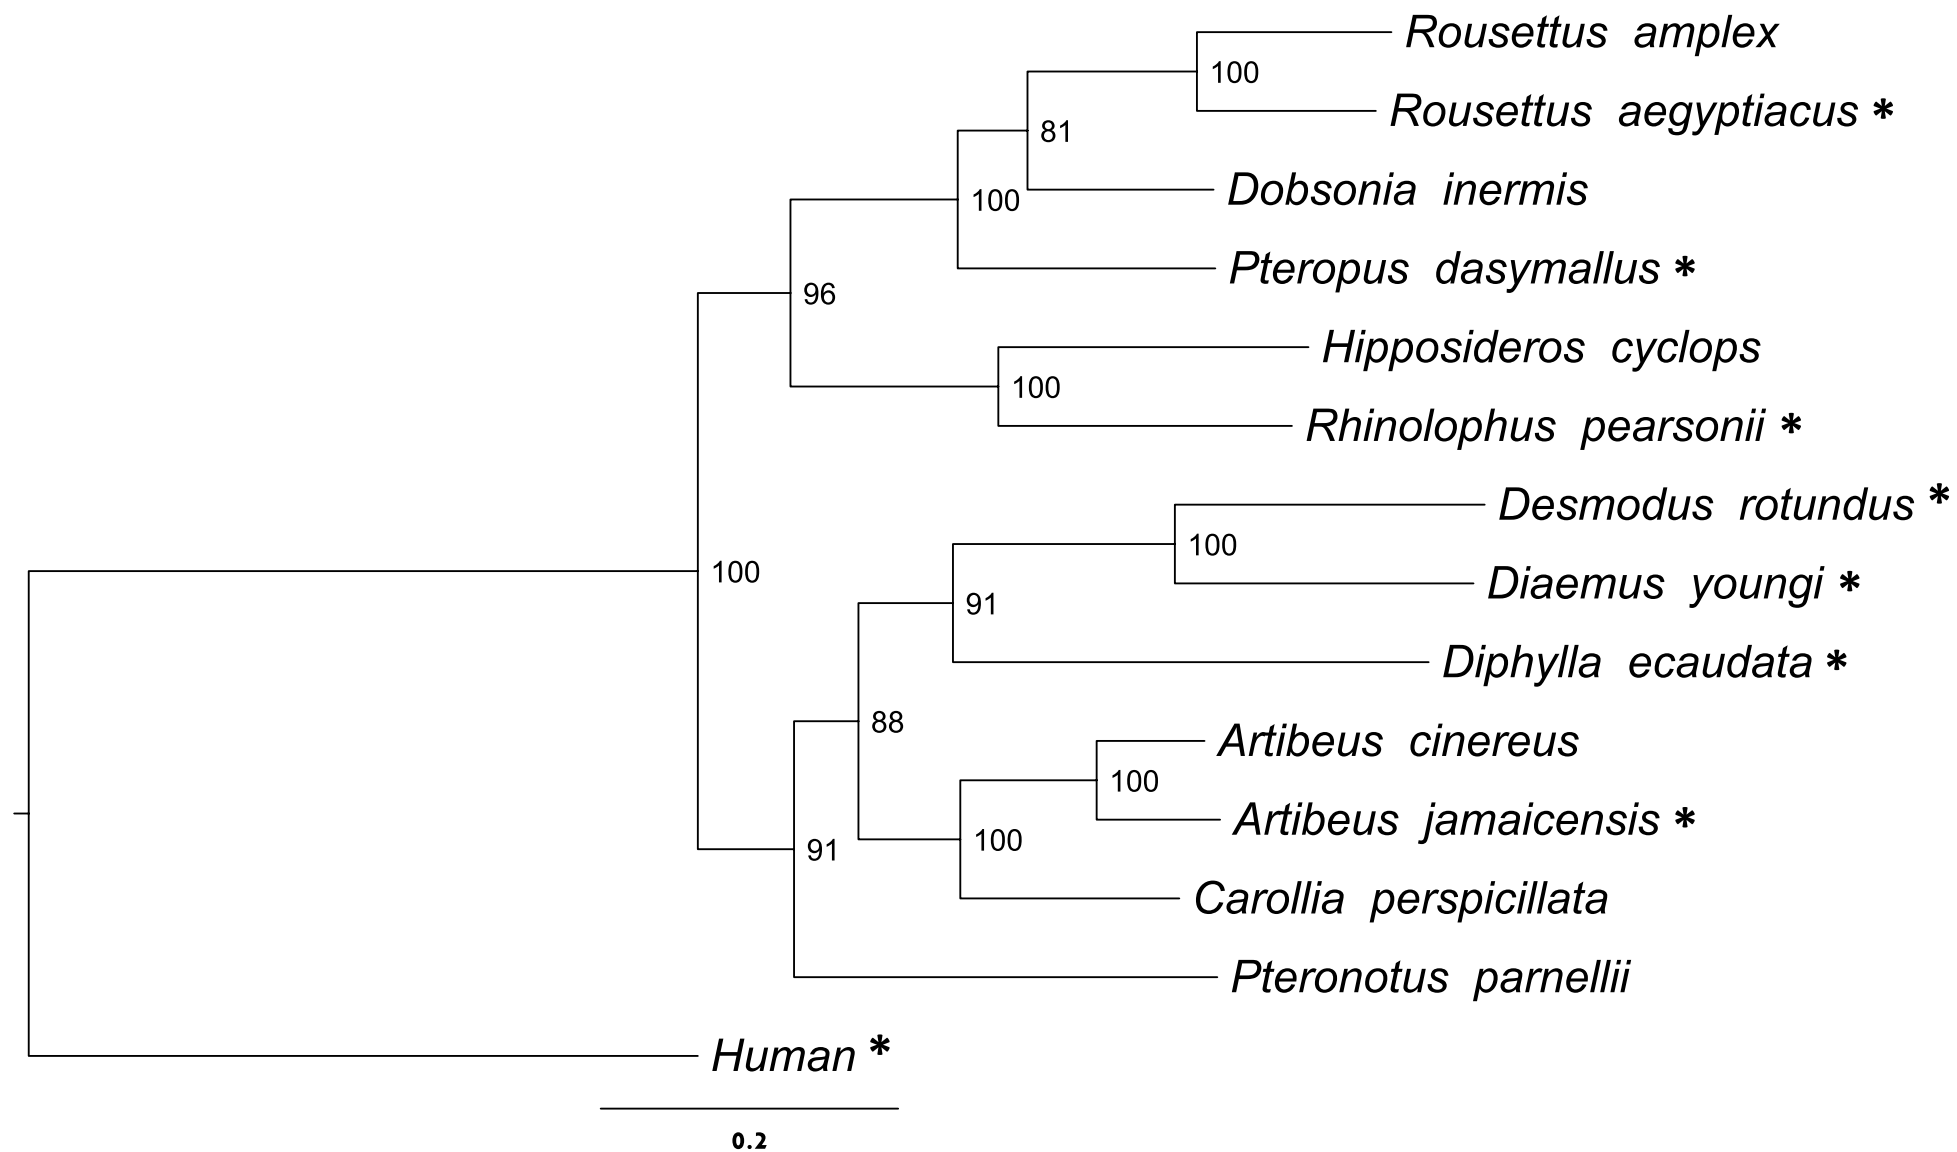 Rousettus amplex
100
Rousettus aegyptiacus *
81
Dobsonia inermis
100
Pteropus dasymallus *
96
Hipposideros cyclops
100
Rhinolophus pearsonii *
Desmodus rotundus *
100
100
Diaemus youngi *
91
Diphylla ecaudata *
88
Artibeus cinereus
100
Artibeus jamaicensis *
100
91
Carollia perspicillata
Pteronotus parnellii
Human *
0.2